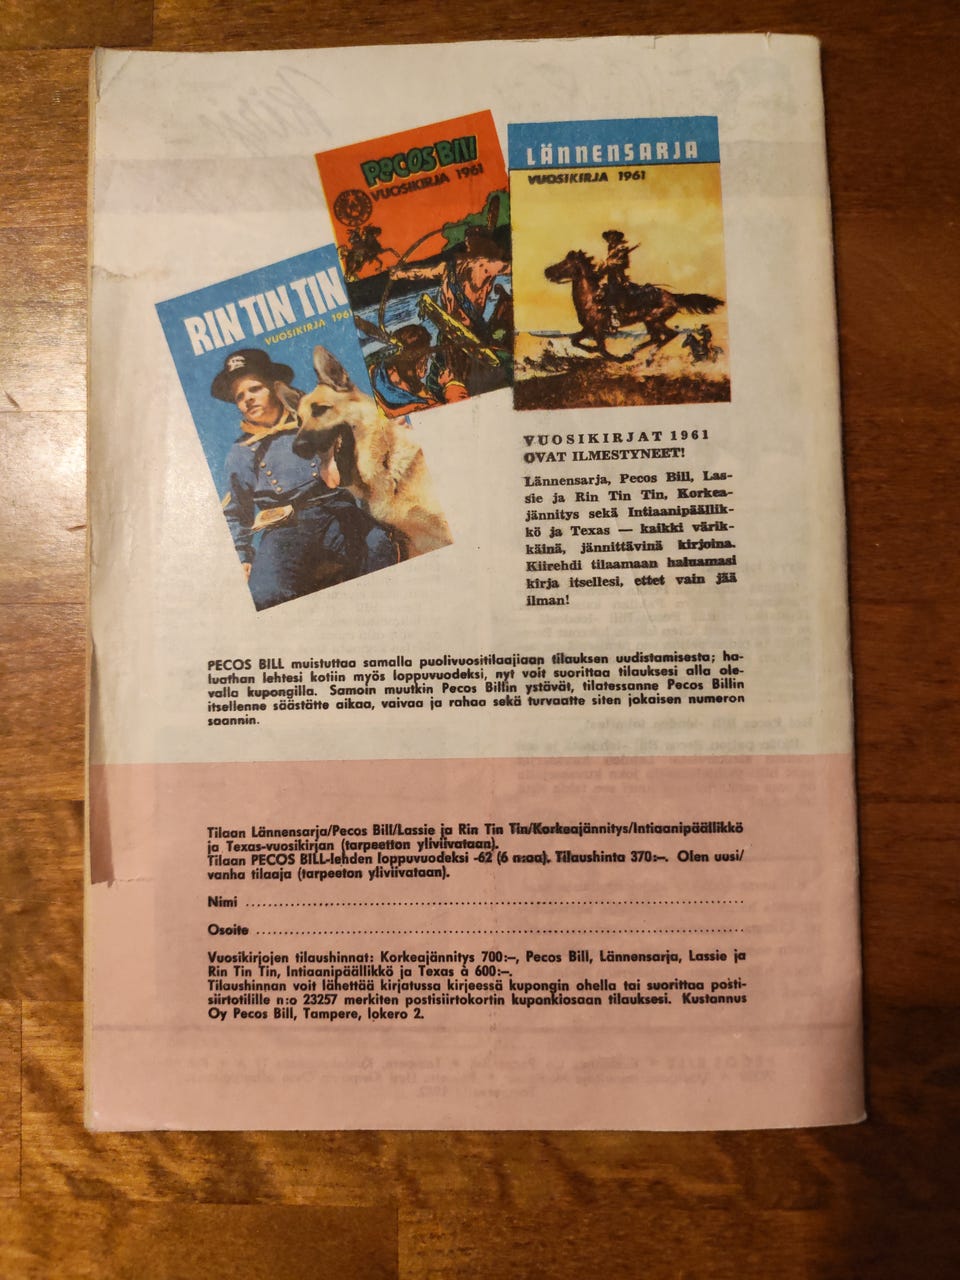 PECOS BILL
VUOSIKIRJA 1961
LÄNNENSARJA
VUOSIKIRJA 1961
RIN TIN TIN
VUOSIKIRJA 1961
VUOSIKIRJAT 1961
OVAT ILMESTYNEET!
Lännensarja, Pecos Bill, Las-
sie ja Rin Tin Tin, Korkea-
jännitys sekä Intiaanipäällik-
kö ja Texas — kaikki värik-
käinä, jännittävinä kirjoina.
Kiirehdi tilaamaan haluamasi
kirja itsellesi, ettet vain jää
ilman!
PECOS BILL muistuttaa samalla puolivuositilaajiaan tilauksen uudistamisesta; ha-
luathan lehtesi kotiin myös loppuvuodeksi, nyt voit suorittaa tilauksesi alla ole-
valla kupongilla. Samoin muutkin Pecos Billin ystävät, tilatessanne Pecos Billin
itsellenne säästätte aikaa, vaivaa ja rahaa sekä turvaatte siten jokaisen numeron
saannin.
Tilaan Lännensarja/Pecos Bill/Lassie ja Rin Tin Tin/Korkeajännitys/Intiaanipäällikkö
ja Texas-vuosikirjan (tarpeetton yliviivataan).
Tilaan PECOS BILL-lehden loppuvuodeksi -62 (6 n:oa). Tilaushinta 370:—. Olen uusi/
vanha tilaaja (tarpeeton yliviivataan).
Nimi
Osoite
Vuosikirjojen tilaushinnat: Korkeajännitys 700:—, Pecos Bill, Lännensarja, Lassie ja
Rin Tin Tin, Intiaanipäällikkö ja Texas à 600:—.
Tilaushinnan voit lähettää kirjatussa kirjeessä kupongin ohella tai suorittaa posti-
siirtotilille n:o 23257 merkiten postisiirtokortin kuponkiosaan tilauksesi. Kustannus
Oy Pecos Bill, Tampere, lokero 2.